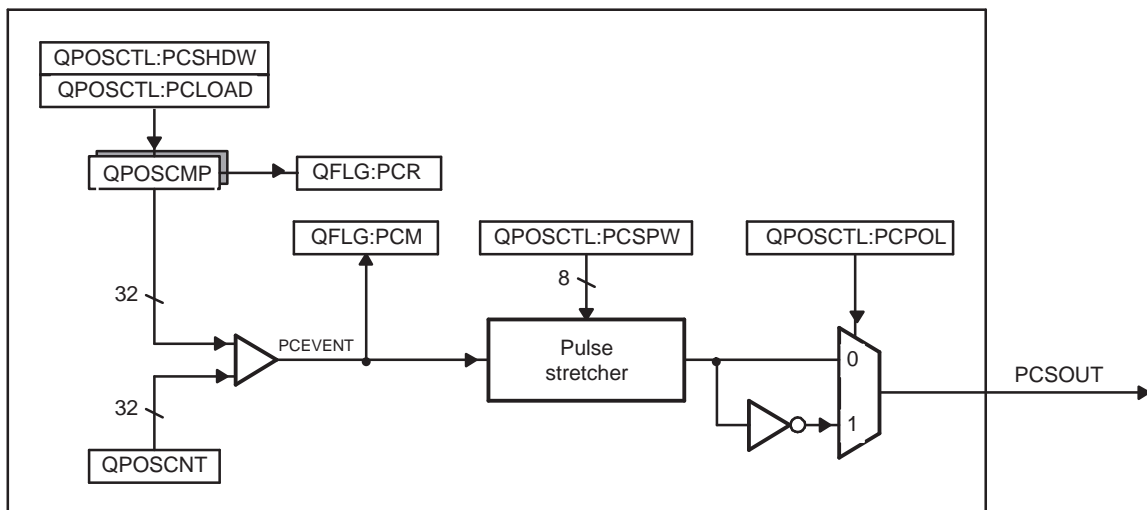 QPOSCTL:PCSHDW
QPOSCTL:PCLOAD
QPOSCMP
QFLG:PCR
QFLG:PCM
QPOSCTL:PCSPW
QPOSCTL:PCPOL
32
8
PCEVENT
Pulse
stretcher
0
PCSOUT
32
1
QPOSCNT